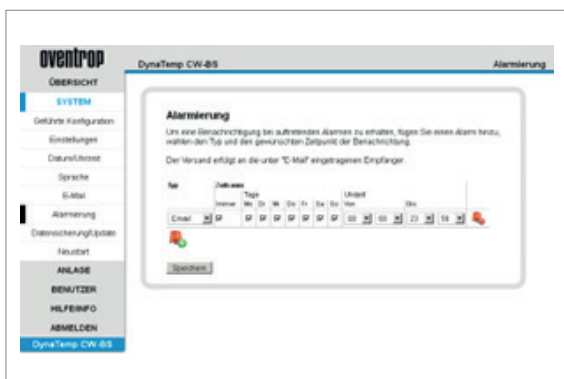 oventrop
DynaTemp CW-BS
Alarmierung
ÜBERSICHT
SYSTEM
Geführte Konfiguration
Einstellungen
Datum/Uhrzeit
Sprache
E-Mail
Alarmierung
Datensicherung/Update
Neustart
ANLAGE
BENUTZER
HILFE/INFO
ABMELDEN
DynaTemp CW-BS
Alarmierung
Um eine Benachrichtigung bei auftretenden Alarmen zu erhalten, fügen Sie einen Alarm hinzu,
wählen den Typ und den gewünschten Zeitpunkt der Benachrichtigung.
Der Versand erfolgt an die unter "E-Mail" eingetragenen Empfänger.
Typ Zeitraum
Tage Uhrzeit
Immer Mo Di Mi Do Fr Sa So Von Bis
Email 00 00 23 59
Speichern